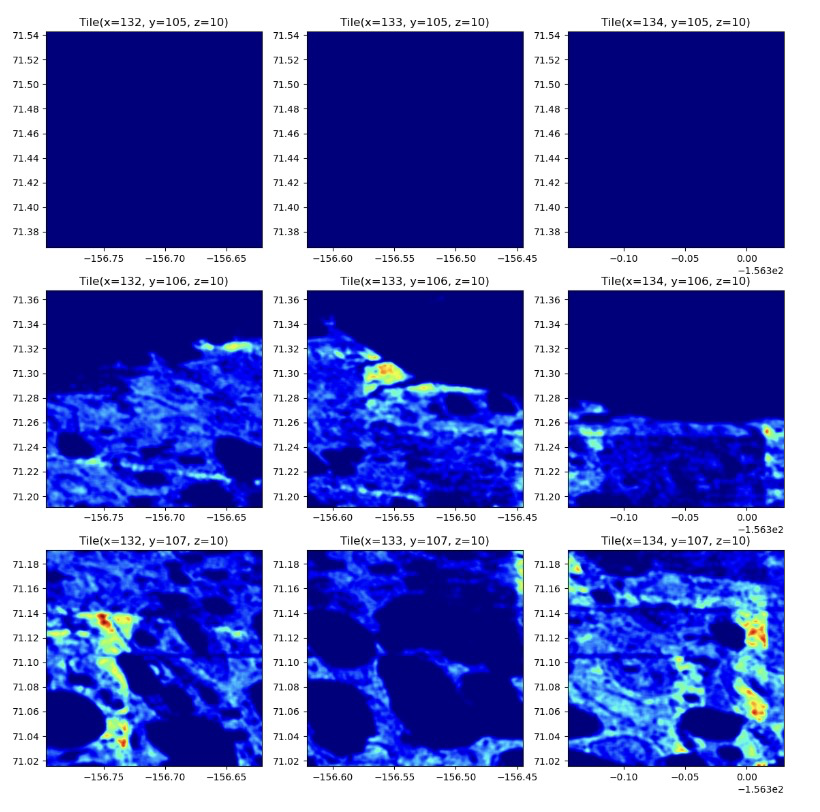 Tile(x=132, y=105, z=10) Tile(x=133, y=105, z=10) Tile(x=134, y=105, z=10)
71.54 71.54 71.54
71.52 71.52 71.52
71.50 71.50 71.50
71.48 71.48 71.48
71.46 71.46 71.46
71.44 71.44 71.44
71.42 71.42 71.42
71.40 71.40 71.40
71.38 71.38 71.38
−156.75 −156.70 −156.65 −156.60 −156.55 −156.50 −156.45 −0.10 −0.05 0.00
−1.563e2
Tile(x=132, y=106, z=10) Tile(x=133, y=106, z=10) Tile(x=134, y=106, z=10)
71.36 71.36 71.36
71.34 71.34 71.34
71.32 71.32 71.32
71.30 71.30 71.30
71.28 71.28 71.28
71.26 71.26 71.26
71.24 71.24 71.24
71.22 71.22 71.22
71.20 71.20 71.20
−156.75 −156.70 −156.65 −156.60 −156.55 −156.50 −156.45 −0.10 −0.05 0.00
−1.563e2
Tile(x=132, y=107, z=10) Tile(x=133, y=107, z=10) Tile(x=134, y=107, z=10)
71.18 71.18 71.18
71.16 71.16 71.16
71.14 71.14 71.14
71.12 71.12 71.12
71.10 71.10 71.10
71.08 71.08 71.08
71.06 71.06 71.06
71.04 71.04 71.04
71.02 71.02 71.02
−156.75 −156.70 −156.65 −156.60 −156.55 −156.50 −156.45 −0.10 −0.05 0.00
−1.563e2